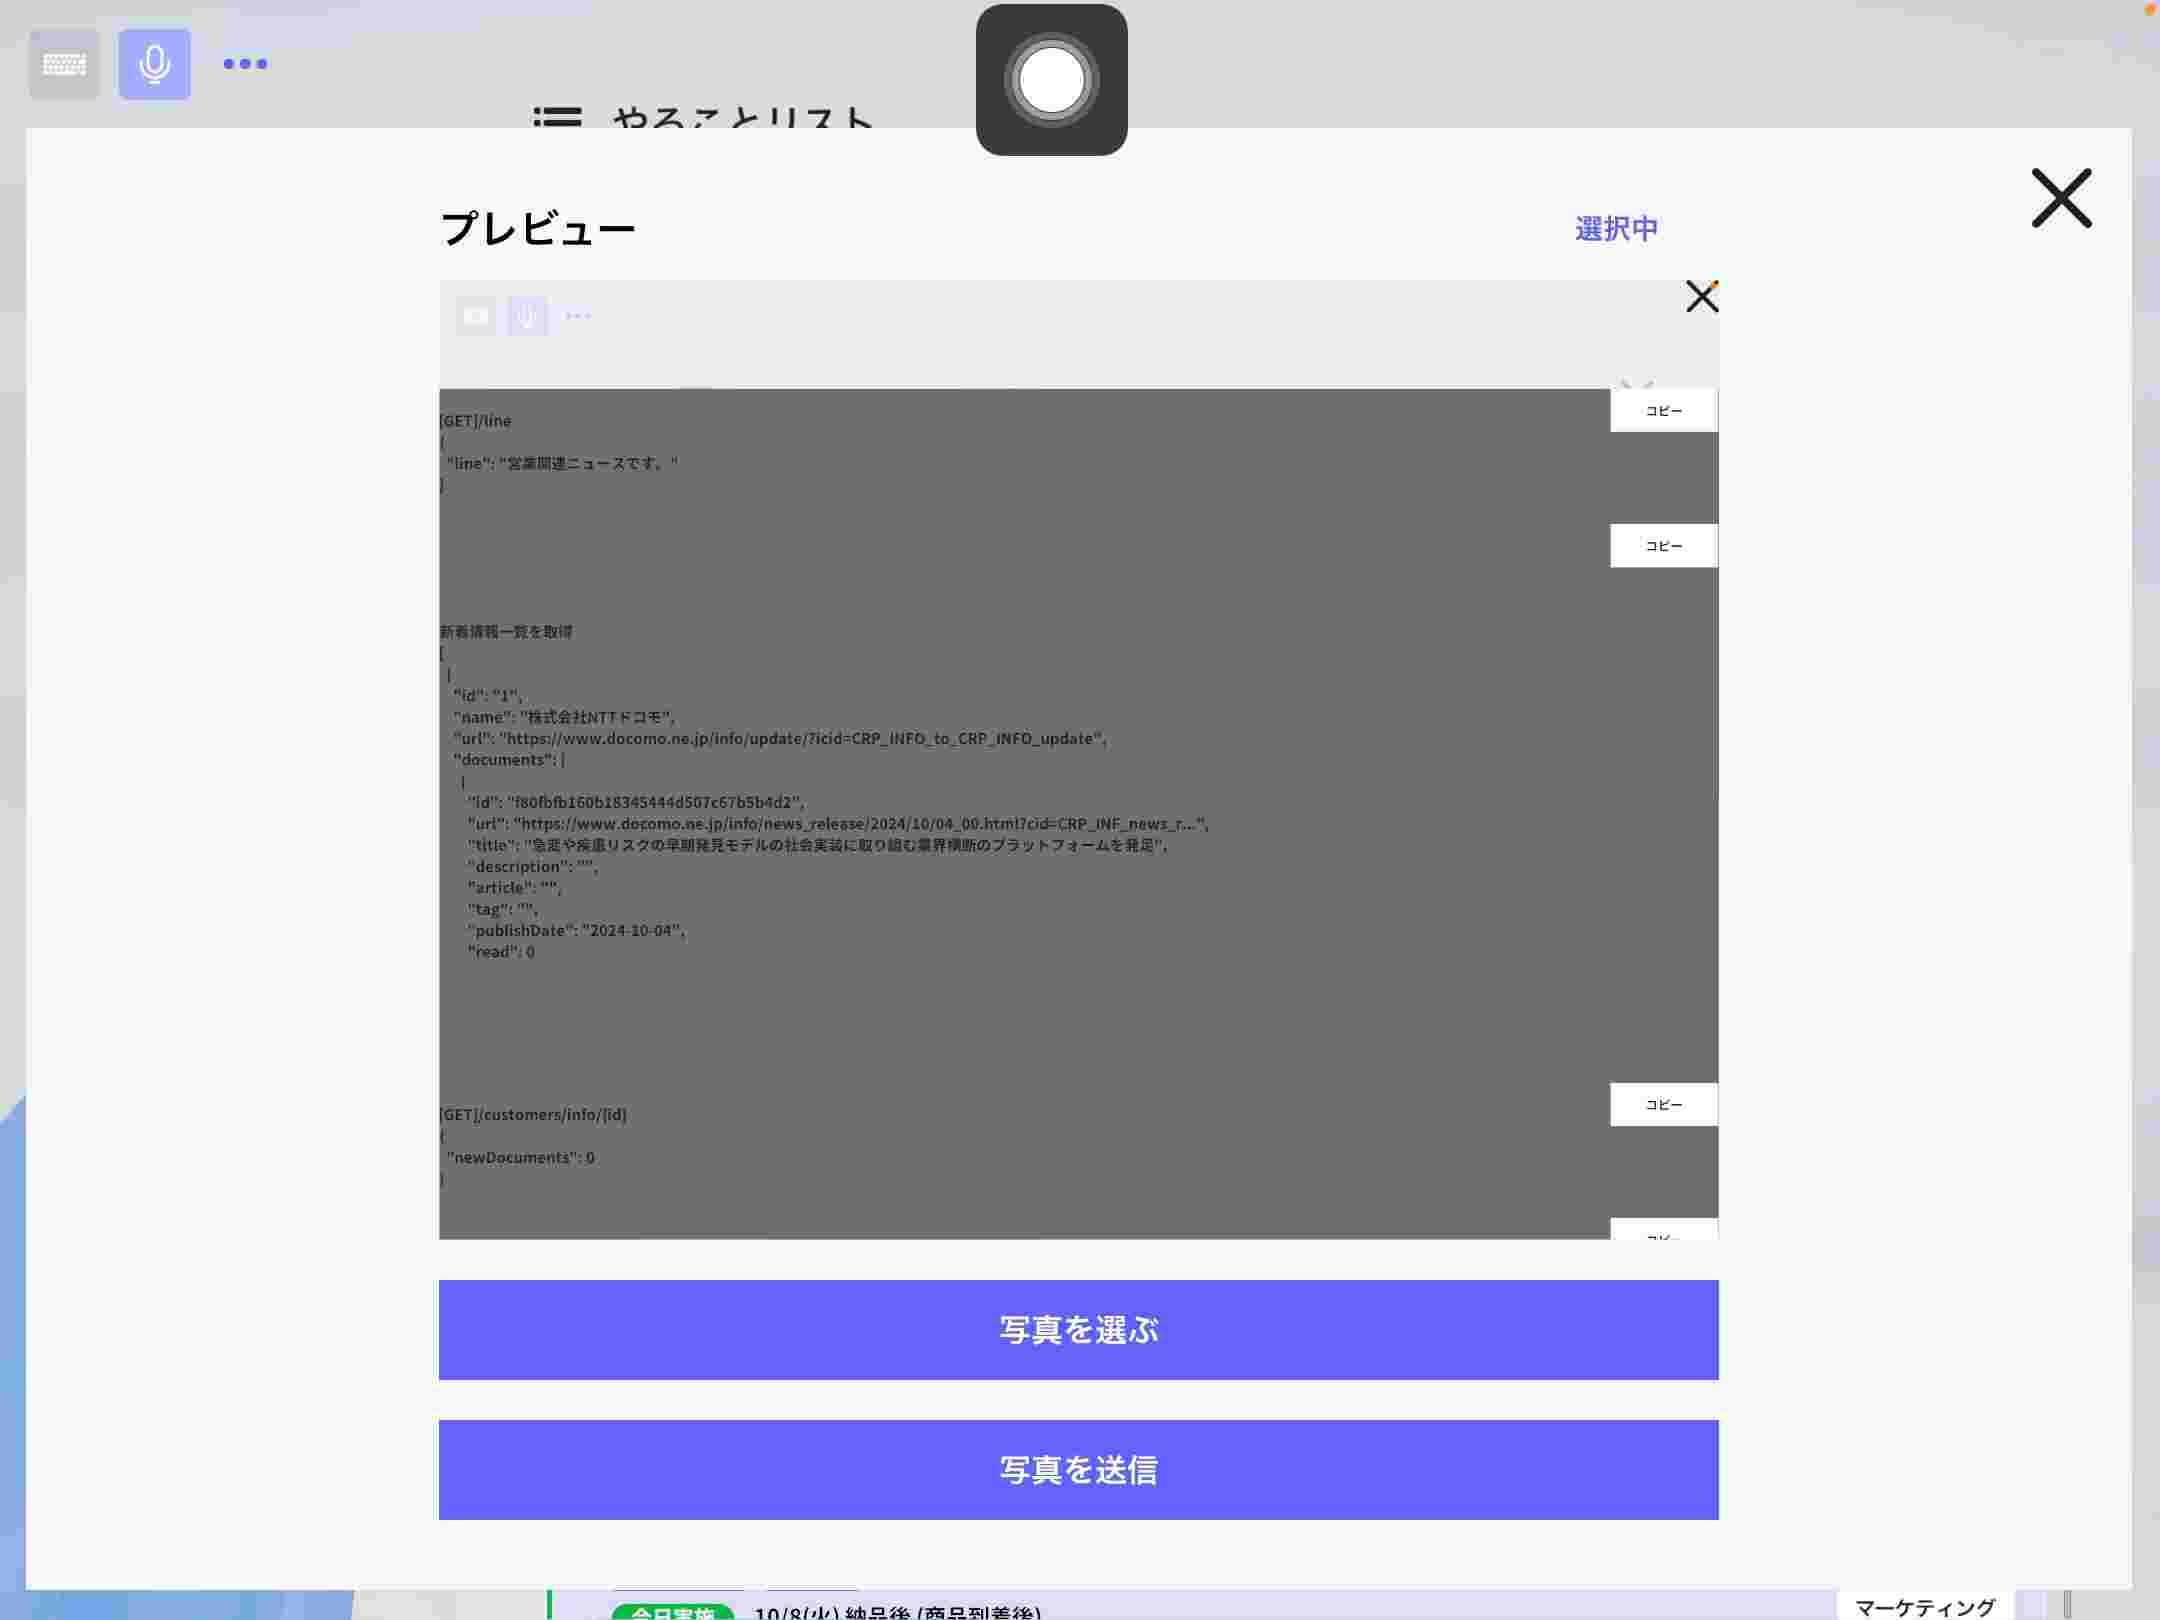 やることリスト
プレビュー
選択中
コピー
[GET]/line
{
"line": "営業関連ニュースです。"
}
コピー
新着情報一覧を取得
[
{
"id": "1",
"name": "株式会社NTTドコモ",
"url": "https://www.docomo.ne.jp/info/update/?icid=CRP_INFO_to_CRP_INFO_update",
"documents": [
{
"id": "f80fbfb160b18345444d507c67b5b4d2",
"url": "https://www.docomo.ne.jp/info/news_release/2024/10/04_00.html?cid=CRP_INF_news_r...",
"title": "急変や疾患リスクの早期発見モデルの社会実装に取り組む業界横断のプラットフォームを発足",
"description": "",
"article": "",
"tag": "",
"publishDate": "2024-10-04",
"read": 0
コピー
[GET]/customers/info/{id}
{
"newDocuments": 0
}
コピー
写真を選ぶ
写真を送信
今日実施 10/8(火) 納品後 (商品到着後)
マーケティング